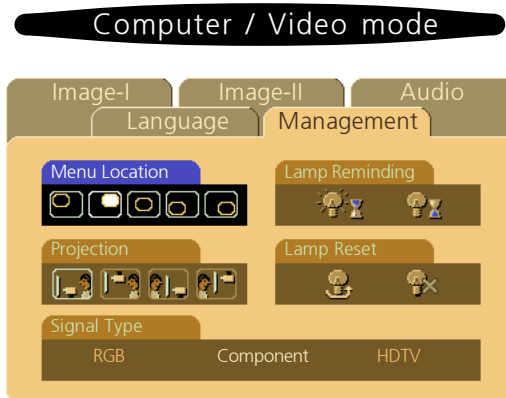 Computer / Video mode
Image-I Image-II Audio
Language Management
Menu Location Lamp Reminding
Projection Lamp Reset
Signal Type
RGB Component HDTV